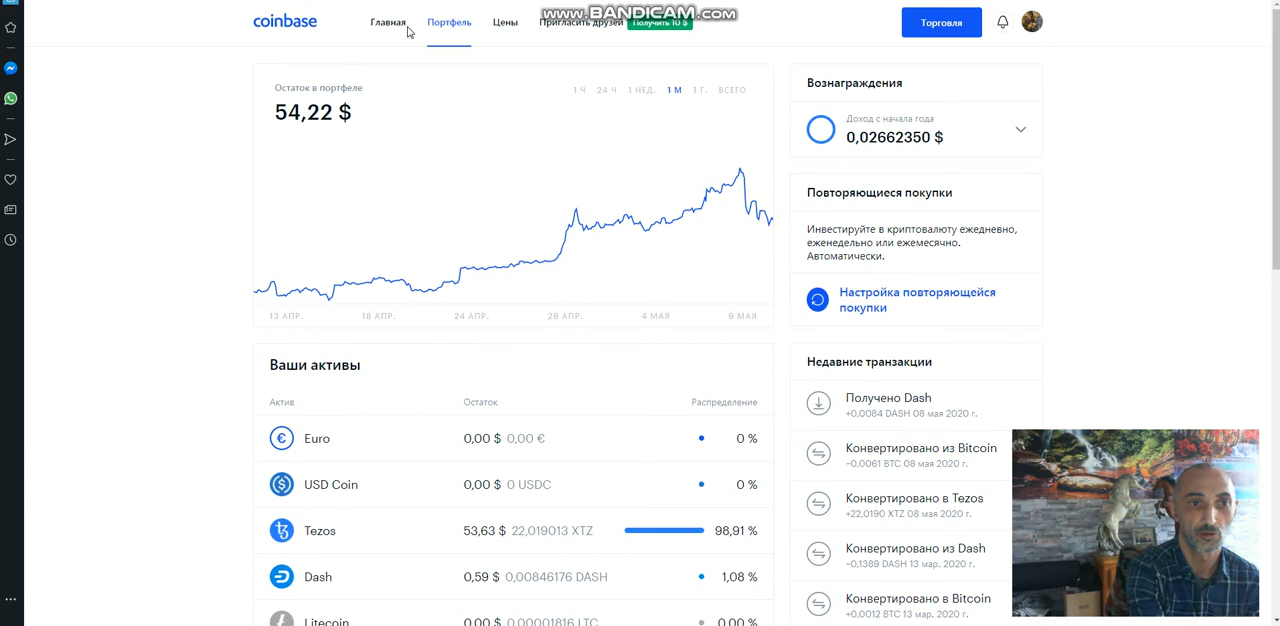 www.BANDICAM.com
coinbase
Главная
Портфель
Цены
Пригласить друзей
Получить 10 $
Торговля
Остаток в портфеле
54,22 $
1 Ч 24 Ч 1 НЕД. 1 М 1 Г. ВСЕГО
13 АПР. 18 АПР. 24 АПР. 29 АПР. 4 МАЯ 9 МАЯ
Ваши активы
Актив Остаток Распределение
Euro 0,00 $ 0,00 € 0 %
USD Coin 0,00 $ 0 USDC 0 %
Tezos 53,63 $ 22,019013 XTZ 98,91 %
Dash 0,59 $ 0,00846176 DASH 1,08 %
Litecoin 0,00 $ 0,00001816 LTC 0,00 %
Вознаграждения
Доход с начала года
0,02662350 $
Повторяющиеся покупки
Инвестируйте в криптовалюту ежедневно,
еженедельно или ежемесячно.
Автоматически.
Настройка повторяющейся
покупки
Недавние транзакции
Получено Dash
+0,0084 DASH 08 мая 2020 г.
Конвертировано из Bitcoin
−0,0061 BTC 08 мая 2020 г.
Конвертировано в Tezos
+22,0190 XTZ 08 мая 2020 г.
Конвертировано из Dash
−0,1389 DASH 13 мар. 2020 г.
Конвертировано в Bitcoin
+0,0012 BTC 13 мар. 2020 г.